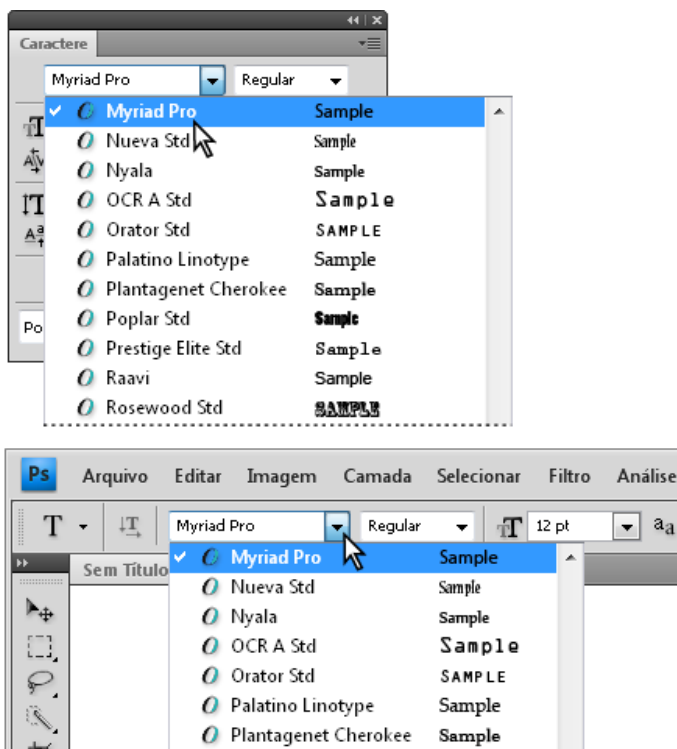 Caractere
Myriad Pro Regular
Myriad Pro Sample
Nueva Std Sample
Nyala Sample
OCR A Std Sample
Orator Std SAMPLE
Palatino Linotype Sample
Plantagenet Cherokee Sample
Po
Poplar Std Sample
Prestige Elite Std Sample
Raavi Sample
Rosewood Std SAMPLE
Ps Arquivo Editar Imagem Camada Selecionar Filtro Análise
T Myriad Pro Regular 12 pt aa
Sem Título
Myriad Pro Sample
Nueva Std Sample
Nyala Sample
OCR A Std Sample
Orator Std SAMPLE
Palatino Linotype Sample
Plantagenet Cherokee Sample